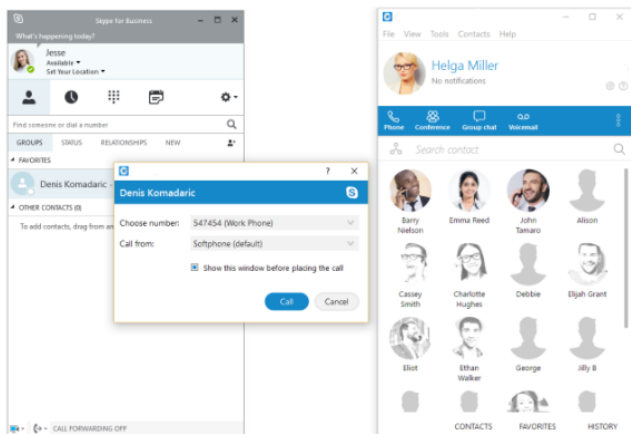 Skype for Business
What's happening today?
Jesse
Available
Set Your Location
Find someone or dial a number
GROUPS STATUS RELATIONSHIPS NEW
FAVORITES
Denis Komadaric -
OTHER CONTACTS (0)
To add contacts, drag from an
CALL FORWARDING OFF
Denis Komadaric
Choose number: 547454 (Work Phone)
Call from: Softphone (default)
Show this window before placing the call
Call Cancel
File View Tools Contacts Help
Helga Miller
No notifications
Phone Conference Group chat Voicemail
Search contact
Barry Nielson
Emma Reed
John Tamaro
Alison
Cassey Smith
Charlotte Hughes
Debbie
Elijah Grant
Eliot
Ethan Walker
George
Jilly B
CONTACTS FAVORITES HISTORY